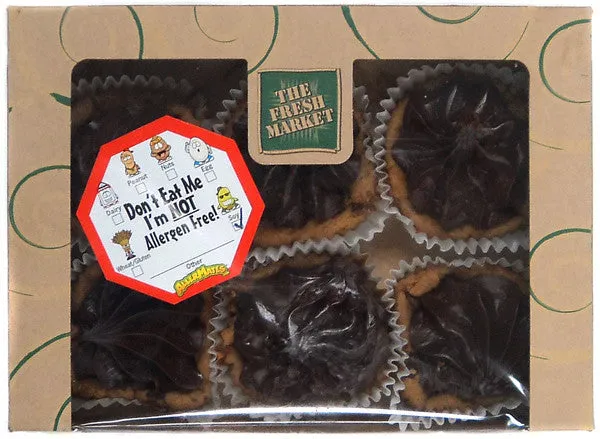 THE
FRESH
MARKET
Nuts
Peanut
Egg
Dairy
Don't Eat Me
I'm NOT
Allergen Free!
Soy
Wheat/Gluten
Other
ALLERMATES